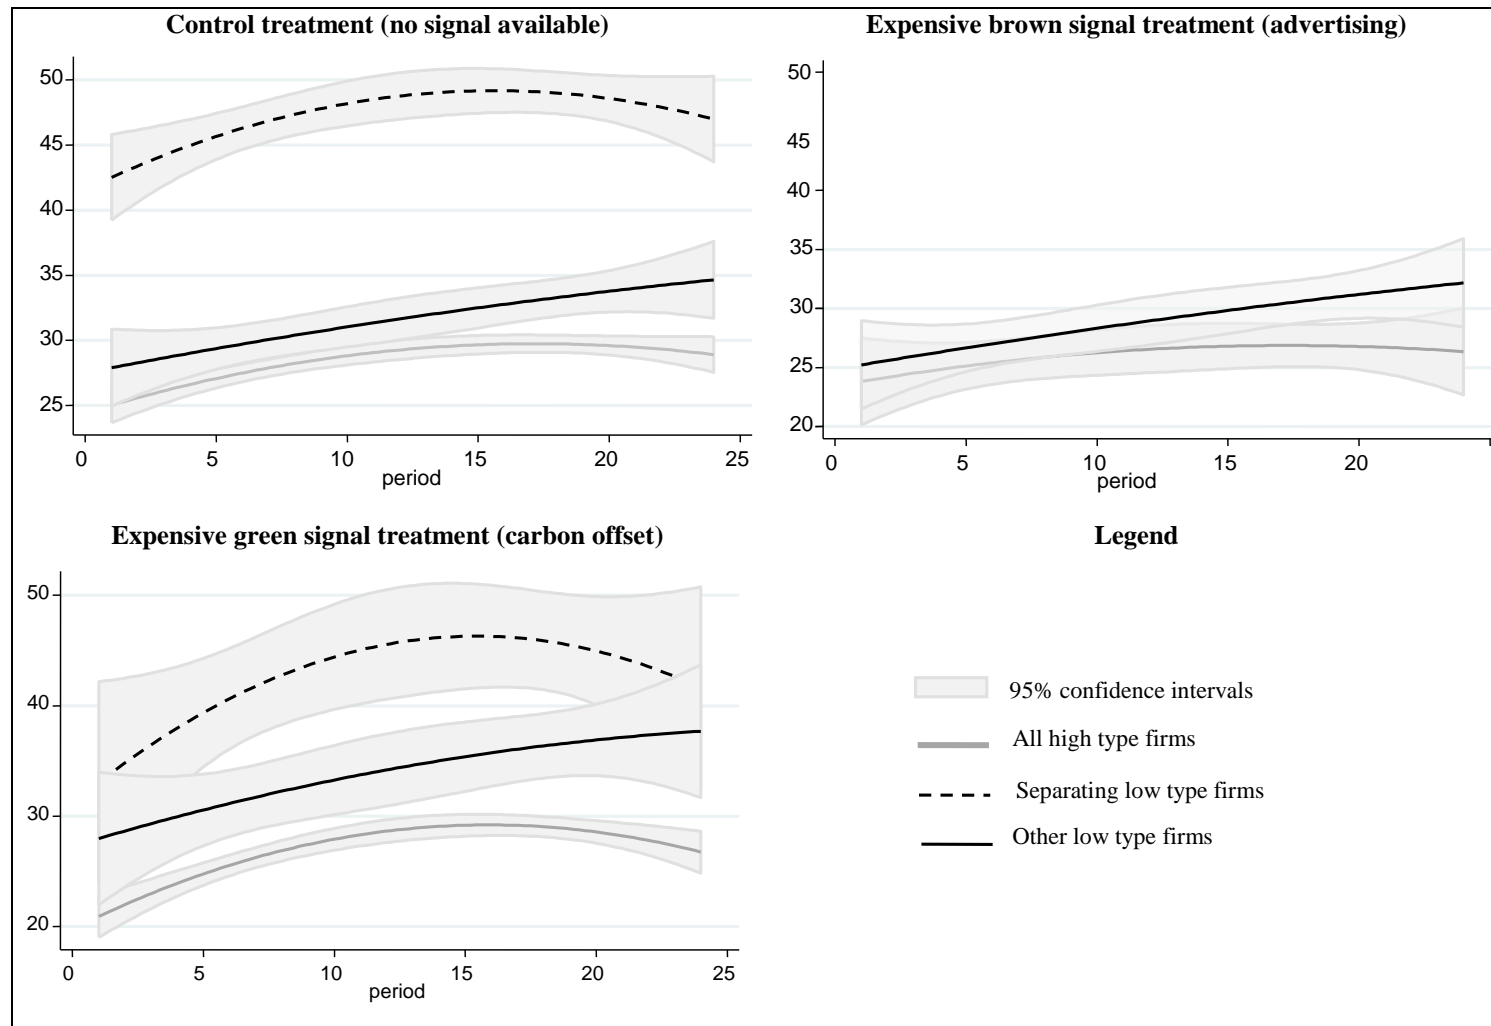 Control treatment (no signal available)
50
45
40
35
30
25
0 5 10 15 20 25
period
Expensive brown signal treatment (advertising)
50
45
40
35
30
25
20
0 5 10 15 20
period
Expensive green signal treatment (carbon offset)
50
40
30
20
0 5 10 15 20 25
period
Legend
95% confidence intervals
All high type firms
Separating low type firms
Other low type firms